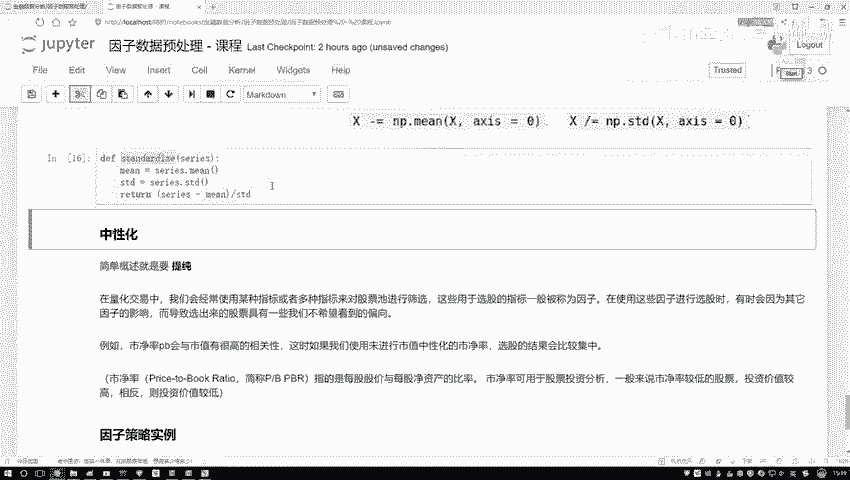 jupyter 因子数据预处理 - 课程 Last Checkpoint: 2 hours ago (unsaved changes)
Logout
File Edit View Insert Cell Kernel Widgets Help
Trusted
Markdown
X -= np.mean(X, axis = 0) X /= np.std(X, axis = 0)
In [16]: def standardize(series):
mean = series.mean()
std = series.std()
return (series - mean)/std
中性化
简单概述就是要 提纯
在量化交易中，我们会经常使用某种指标或者多种指标来对股票池进行筛选，这些用于选股的指标一般被称为因子。在使用这些因子进行选股时，有时会因为其它
因子的影响，而导致选出来的股票具有一些我们不希望看到的偏向。
例如，市净率pb会与市值有很高的相关性，这时如果我们使用未进行市值中性化的市净率，选股的结果会比较集中。
（市净率（Price-to-Book Ratio，简称P/B PBR）指的是每股股价与每股净资产的比率。 市净率可用于股票投资分析，一般来说市净率较低的股票，投资价值较
高，相反，则投资价值较低）
因子策略实例